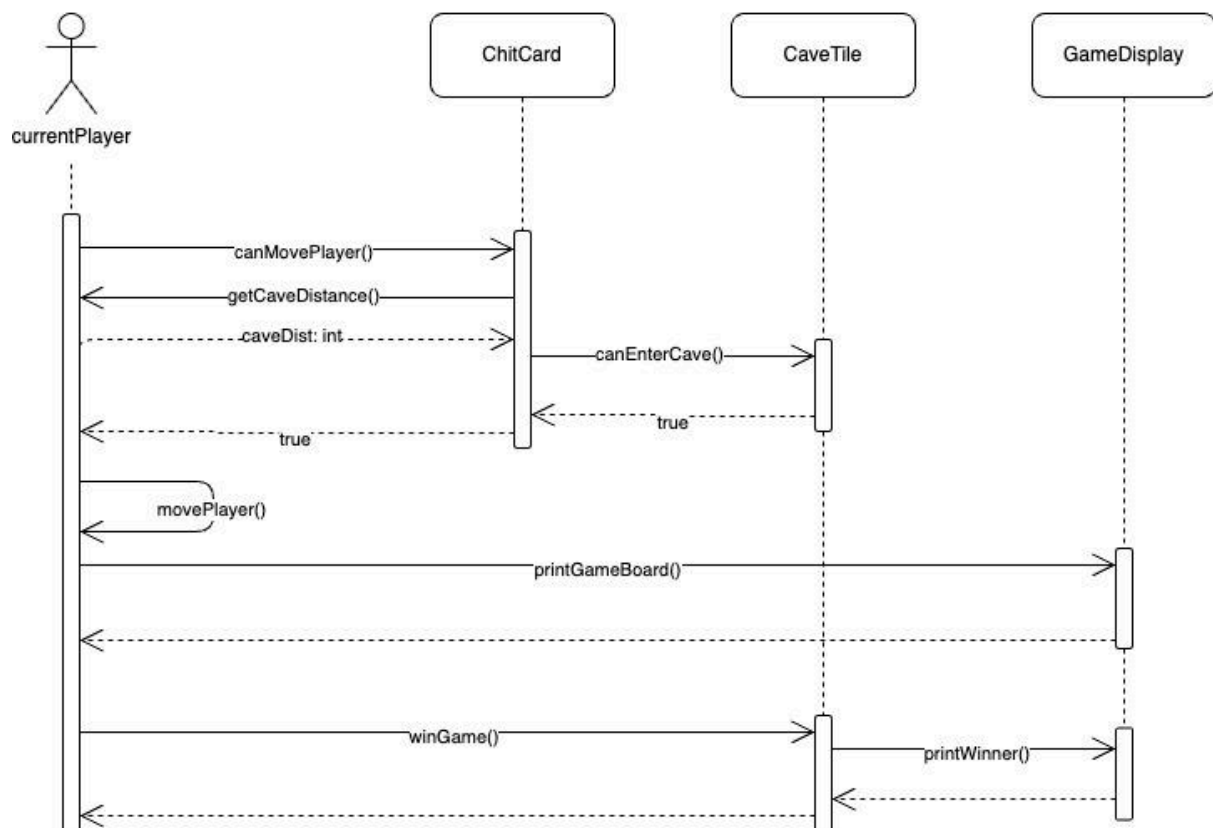 ChitCard
CaveTile
GameDisplay
currentPlayer
canMovePlayer()
getCaveDistance()
caveDist: int
canEnterCave()
true
true
movePlayer()
printGameBoard()
winGame()
printWinner()